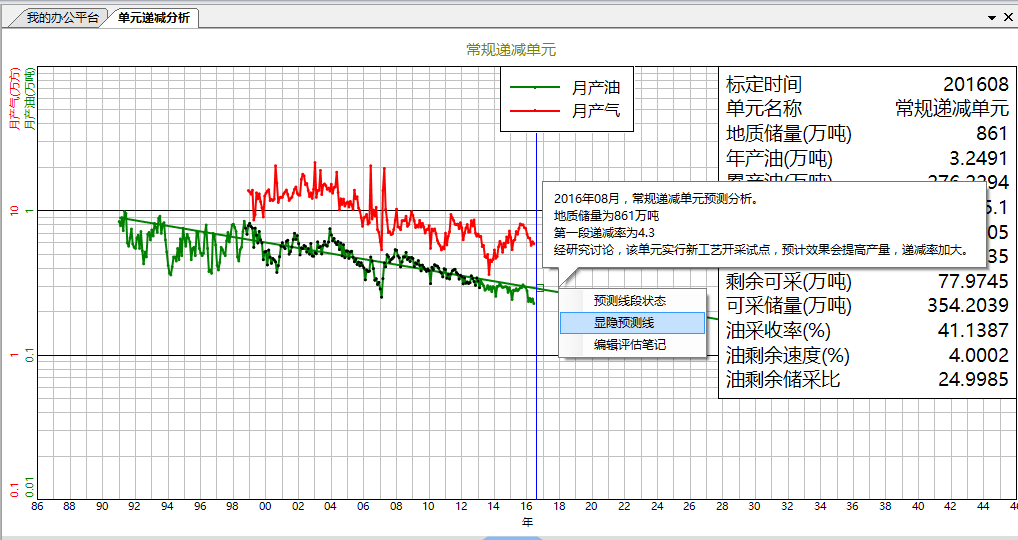 我的办公平台
单元递减分析
常规递减单元
月产气(万方)
月产油(万吨)
月产油
月产气
标定时间 201608
单元名称 常规递减单元
地质储量(万吨) 861
年产油(万吨) 3.2491
2016年08月，常规递减单元预测分析。
地质储量为861万吨
第一段递减率为4.3
经研究讨论，该单元实行新工艺开采试点，预计效果会提高产量，递减率加大。
剩余可采(万吨) 77.9745
可采储量(万吨) 354.2039
油采收率(%) 41.1387
油剩余速度(%) 4.0002
油剩余储采比 24.9985
预测线段状态
显隐预测线
编辑评估笔记
10 1
1 0.1
0.1 0.01
86 88 90 92 94 96 98 00 02 04 06 08 10 12 14 16 18 20 22 24 26 28 30 32 34 36 38 40 42 44 46
年